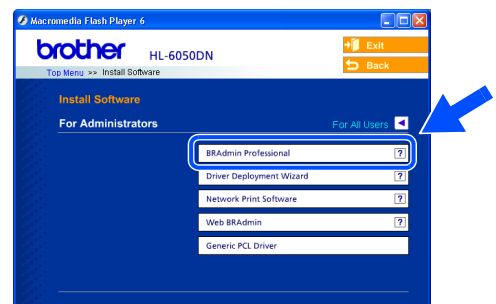 Macromedia Flash Player 6
brother HL-6050DN
Exit
Back
Top Menu >> Install Software
Install Software
For Administrators
For All Users
BRAdmin Professional ?
Driver Deployment Wizard ?
Network Print Software ?
Web BRAdmin ?
Generic PCL Driver